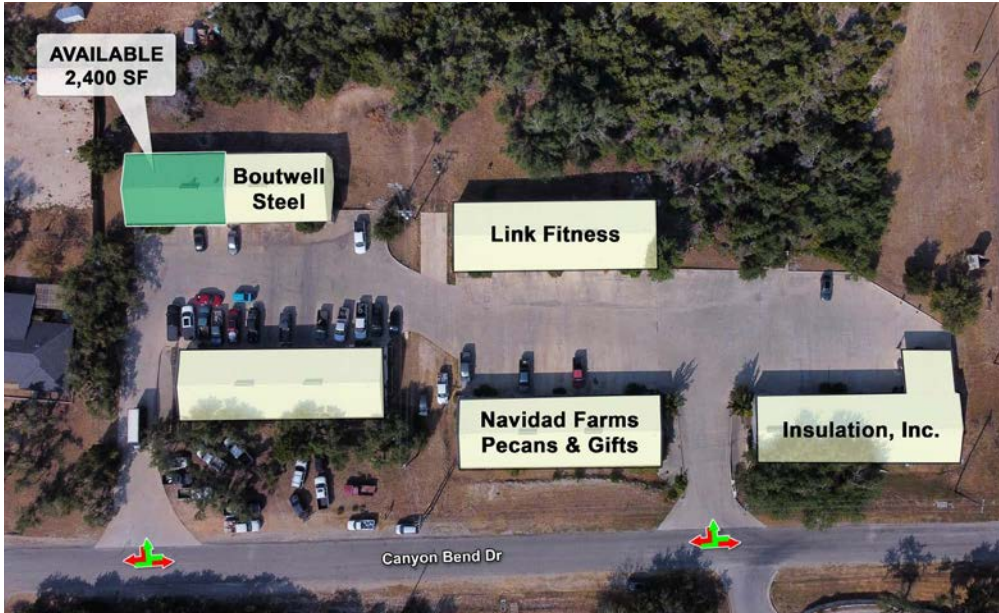 AVAILABLE
2,400 SF
Boutwell
Steel
Link Fitness
Navidad Farms
Pecans & Gifts
Insulation, Inc.
Canyon Bend Dr